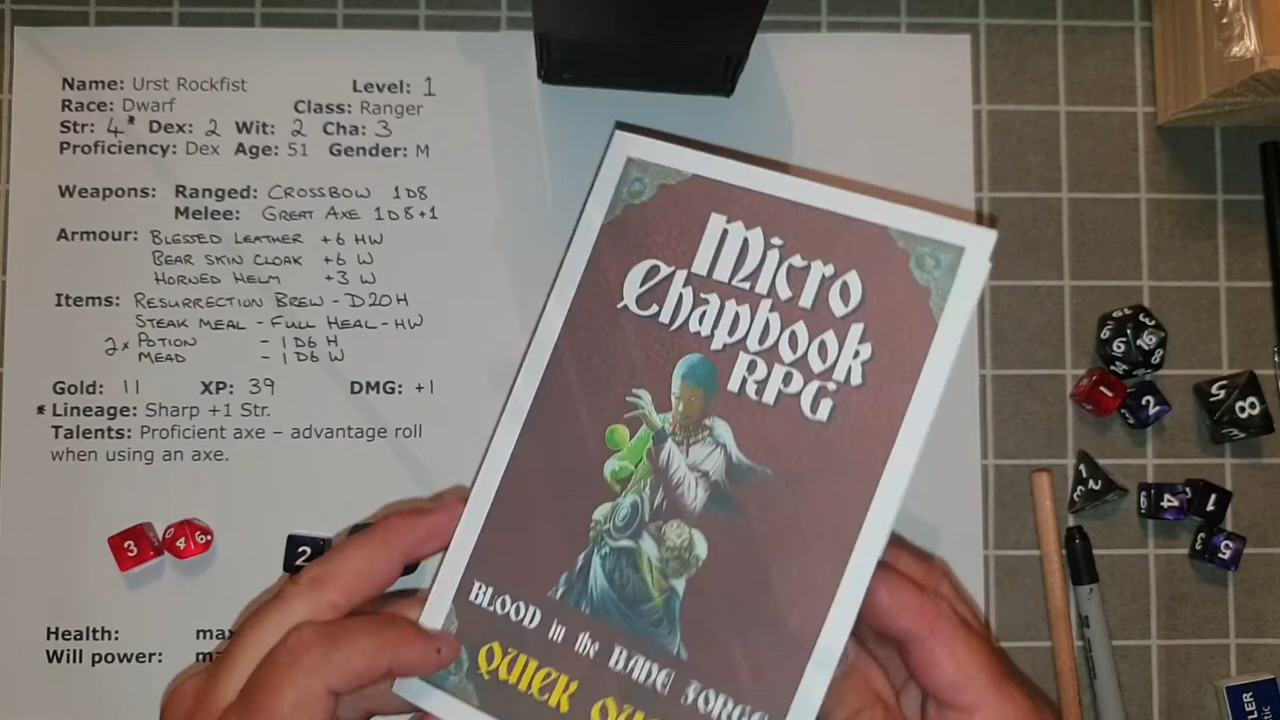 Name: Urst Rockfist Level: 1
Race: Dwarf Class: Ranger
Str: 4* Dex: 2 Wit: 2 Cha: 3
Proficiency: Dex Age: 51 Gender: M
Weapons: Ranged: CROSSBOW 1D8
Melee: GREAT AXE 1D8+1
Armour: BLESSED LEATHER +6 HW
BEAR SKIN CLOAK +6 W
HORNED HELM +3 W
Items: RESURRECTION BREW - D20H
STEAK MEAL - FULL HEAL - HW
2x POTION - 1D6 H
MEAD - 1D6 W
Gold: 11 XP: 39 DMG: +1
* Lineage: Sharp +1 Str.
Talents: Proficient axe – advantage roll
when using an axe.
Health:
Will power:
Micro
Chapbook
RPG
BLOOD in the BANE FORGE
QUICK